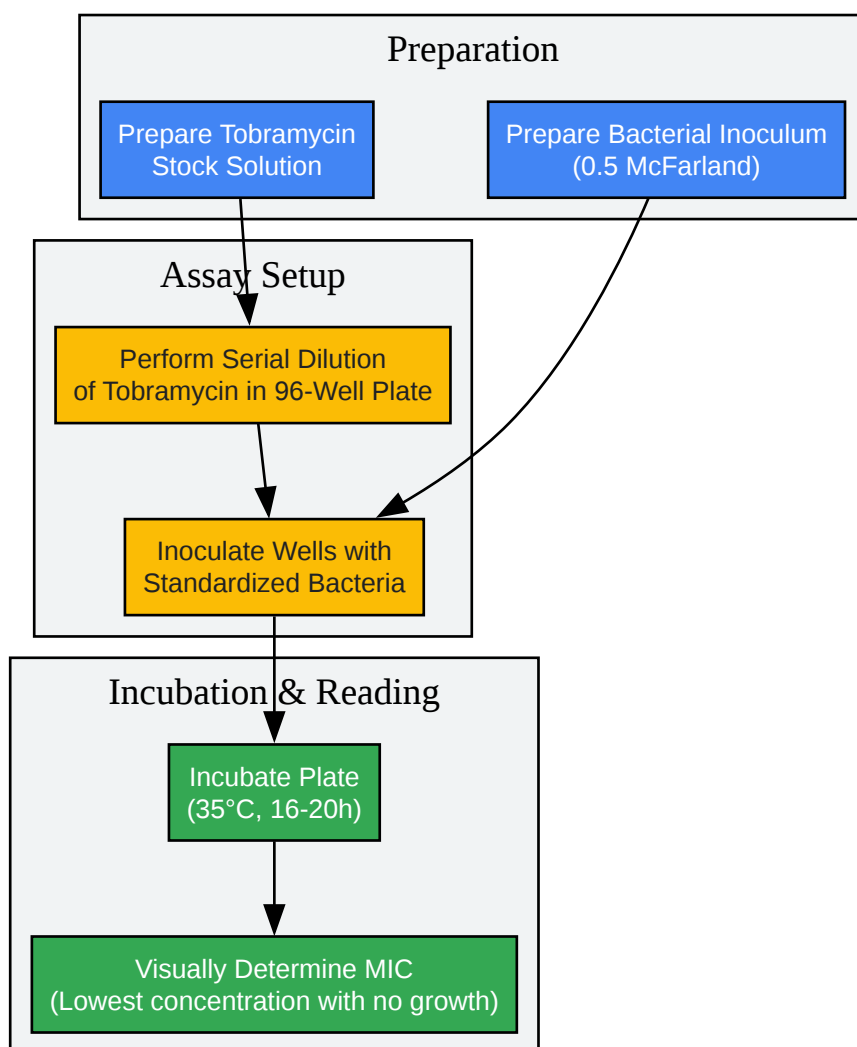 Preparation
Prepare Tobramycin
Stock Solution
Prepare Bacterial Inoculum
(0.5 McFarland)
Assay Setup
Perform Serial Dilution
of Tobramycin in 96-Well Plate
Inoculate Wells with
Standardized Bacteria
Incubation & Reading
Incubate Plate
(35°C, 16-20h)
Visually Determine MIC
(Lowest concentration with no growth)